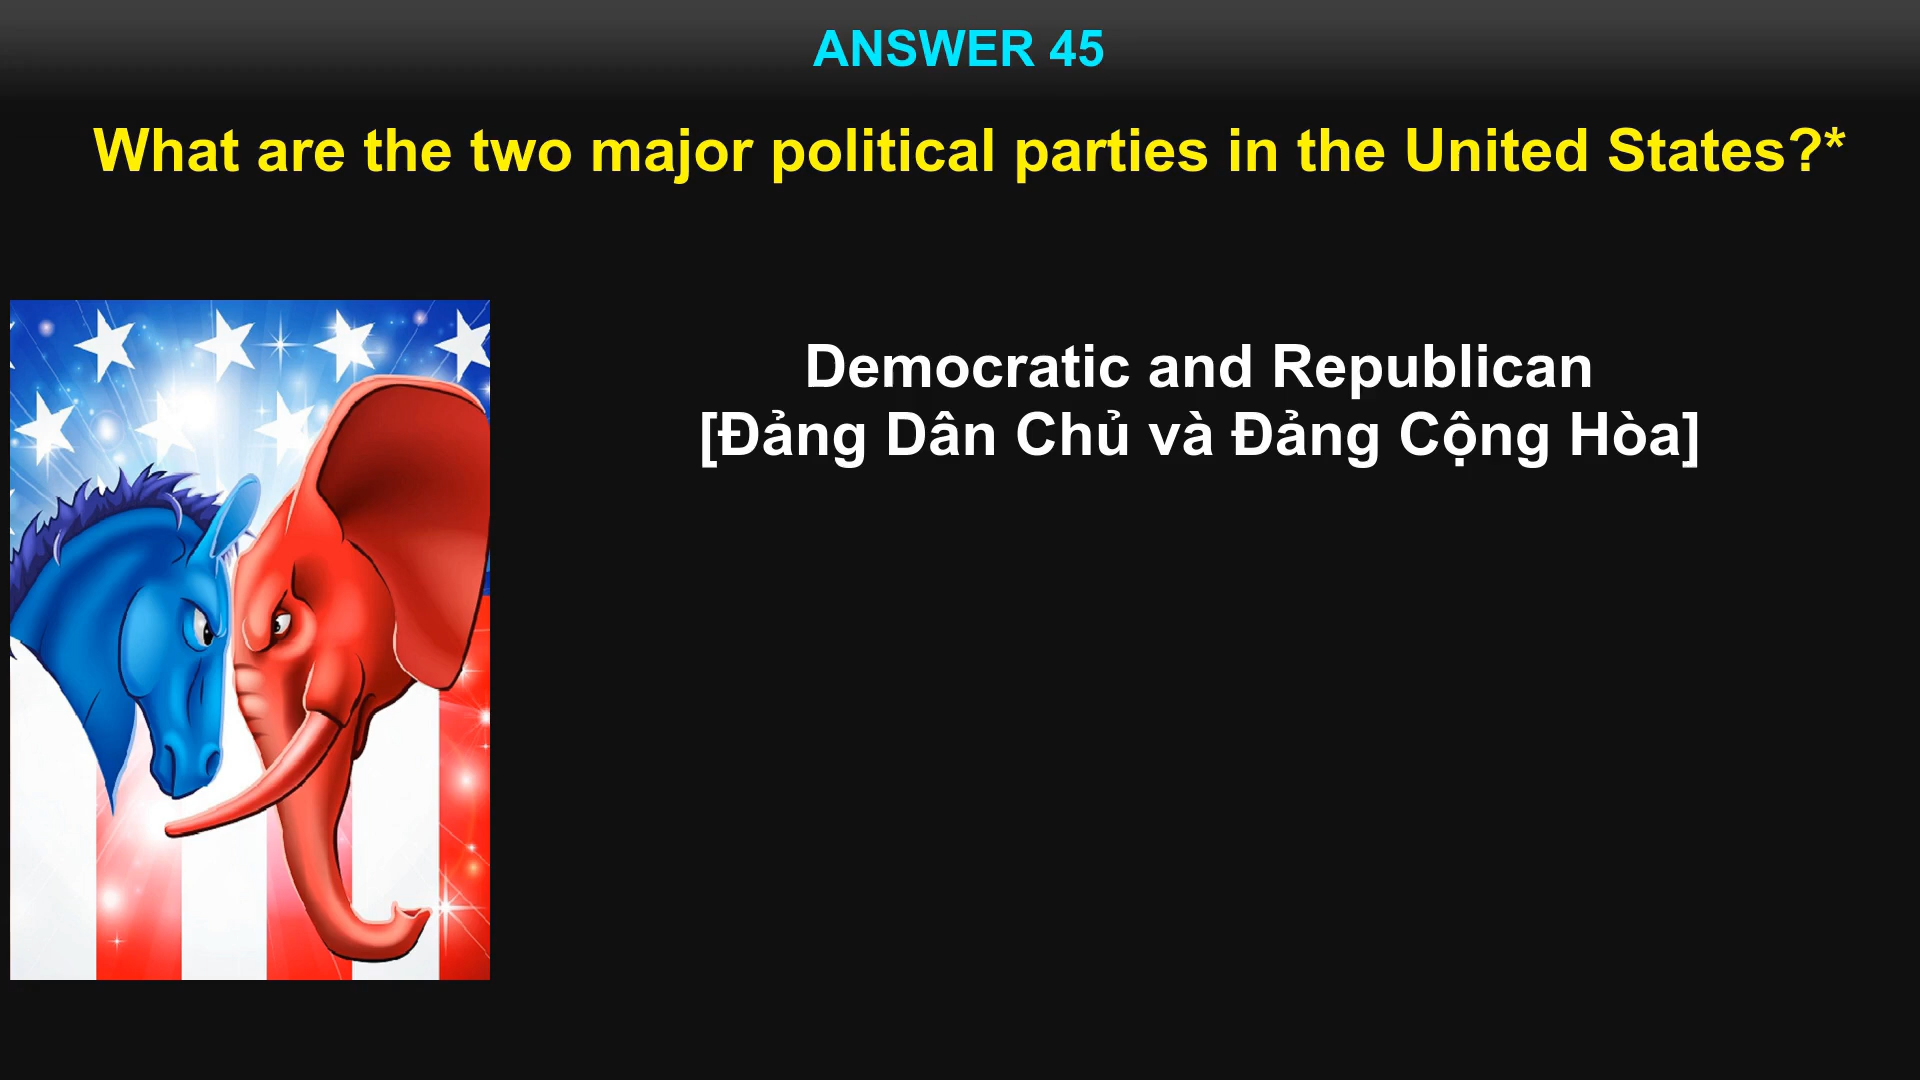 ANSWER 45
What are the two major political parties in the United States?*
Democratic and Republican
[Đảng Dân Chủ và Đảng Cộng Hòa]